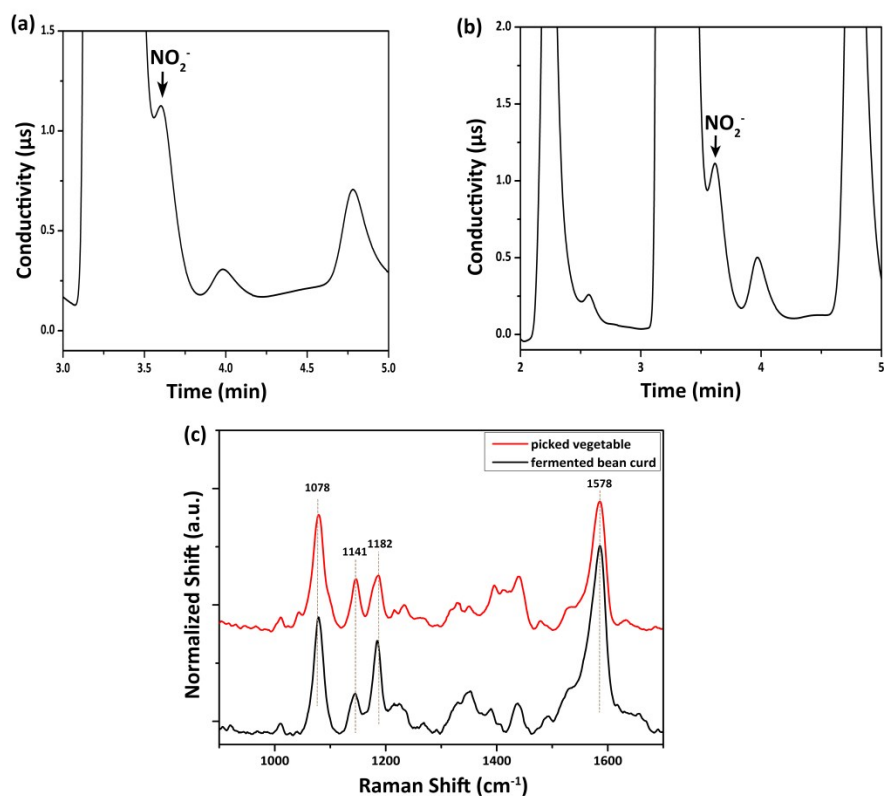 (a)
NO₂⁻
1.5
1.0
0.5
0.0
Conductivity (µs)
3.0 3.5 4.0 4.5 5.0
Time (min)
(b)
NO₂⁻
2.0
1.5
1.0
0.5
0.0
Conductivity (µs)
2 3 4 5
Time (min)
(c)
picked vegetable
fermented bean curd
1078
1141
1182
1578
Normalized Shift (a.u.)
1000 1200 1400 1600
Raman Shift (cm⁻¹)